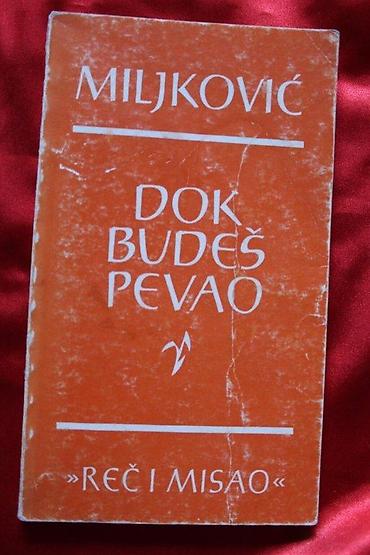 MILJKOVIĆ
DOK
BUDEŠ
PEVAO
»REČ I MISAO«